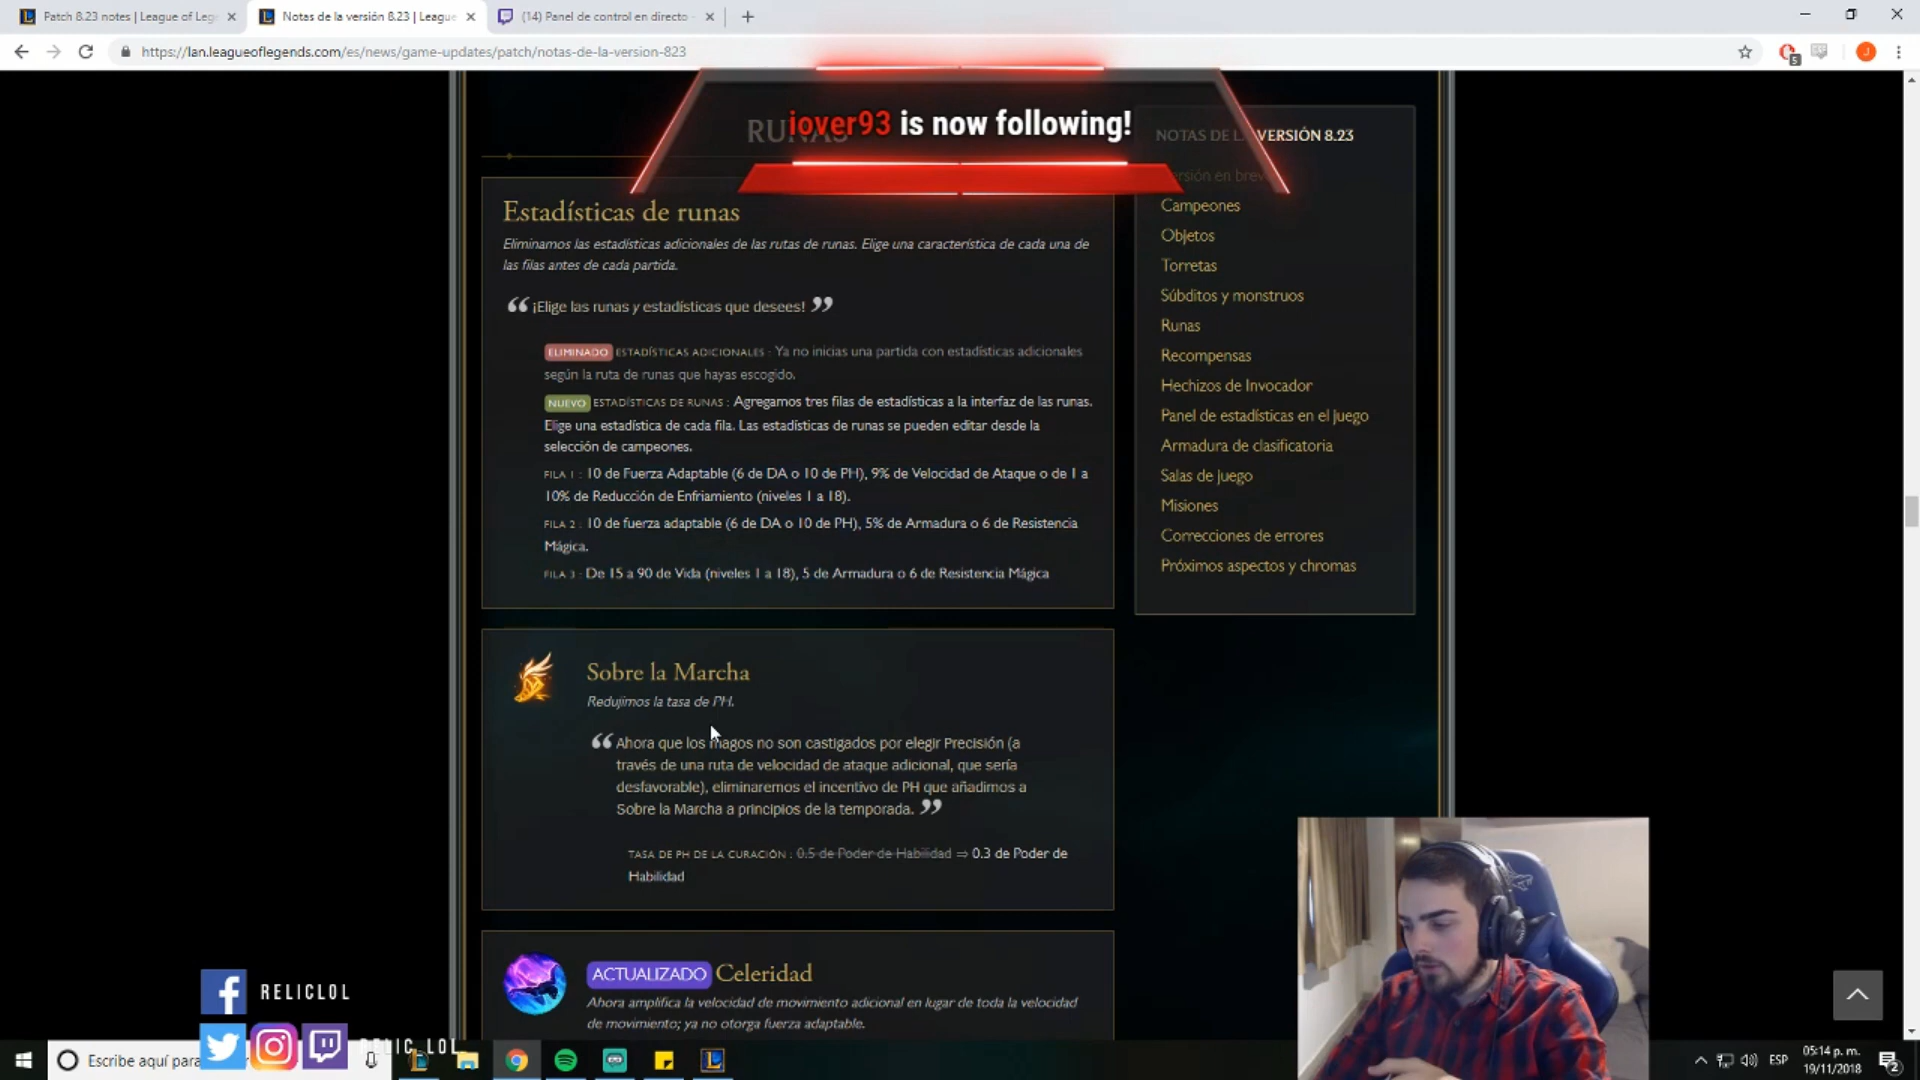 Patch 8.23 notes | League of Leg
Notas de la versión 8.23 | League
(14) Panel de control en directo
https://lan.leagueoflegends.com/es/news/game-updates/patch/notas-de-la-version-823
5
J
iover93 is now following!
RUNAS
NOTAS DE LA VERSIÓN 8.23
Versión en breve
Campeones
Objetos
Torretas
Súbditos y monstruos
Runas
Recompensas
Hechizos de Invocador
Panel de estadísticas en el juego
Armadura de clasificatoria
Salas de juego
Misiones
Correcciones de errores
Próximos aspectos y chromas
Estadísticas de runas
Eliminamos las estadísticas adicionales de las rutas de runas. Elige una característica de cada una de
las filas antes de cada partida.
“ ¡Elige las runas y estadísticas que desees! ”
ELIMINADO ESTADÍSTICAS ADICIONALES : Ya no inicias una partida con estadísticas adicionales
según la ruta de runas que hayas escogido.
NUEVO ESTADÍSTICAS DE RUNAS : Agregamos tres filas de estadísticas a la interfaz de las runas.
Elige una estadística de cada fila. Las estadísticas de runas se pueden editar desde la
selección de campeones.
FILA 1 : 10 de Fuerza Adaptable (6 de DA o 10 de PH), 9% de Velocidad de Ataque o de 1 a
10% de Reducción de Enfriamiento (niveles 1 a 18).
FILA 2 : 10 de fuerza adaptable (6 de DA o 10 de PH), 5% de Armadura o 6 de Resistencia
Mágica.
FILA 3 : De 15 a 90 de Vida (niveles 1 a 18), 5 de Armadura o 6 de Resistencia Mágica
Sobre la Marcha
Redujimos la tasa de PH.
“ Ahora que los magos no son castigados por elegir Precisión (a
través de una ruta de velocidad de ataque adicional, que sería
desfavorable), eliminaremos el incentivo de PH que añadimos a
Sobre la Marcha a principios de la temporada. ”
TASA DE PH DE LA CURACIÓN : 0.5 de Poder de Habilidad ⇒ 0.3 de Poder de
Habilidad
ACTUALIZADO Celeridad
Ahora amplifica la velocidad de movimiento adicional en lugar de toda la velocidad
de movimiento; ya no otorga fuerza adaptable.
RELICLOL
RELIC_LOL
Escribe aquí para
ESP
05:14 p. m.
19/11/2018
2